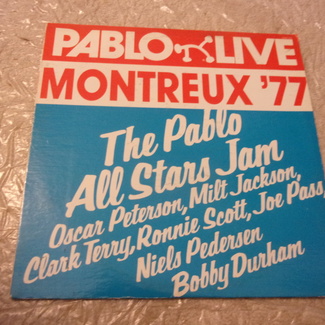 PABLO LIVE
MONTREUX '77
The Pablo
All Stars Jam
Oscar Peterson, Milt Jackson,
Clark Terry, Ronnie Scott, Joe Pass,
Niels Pedersen
Bobby Durham